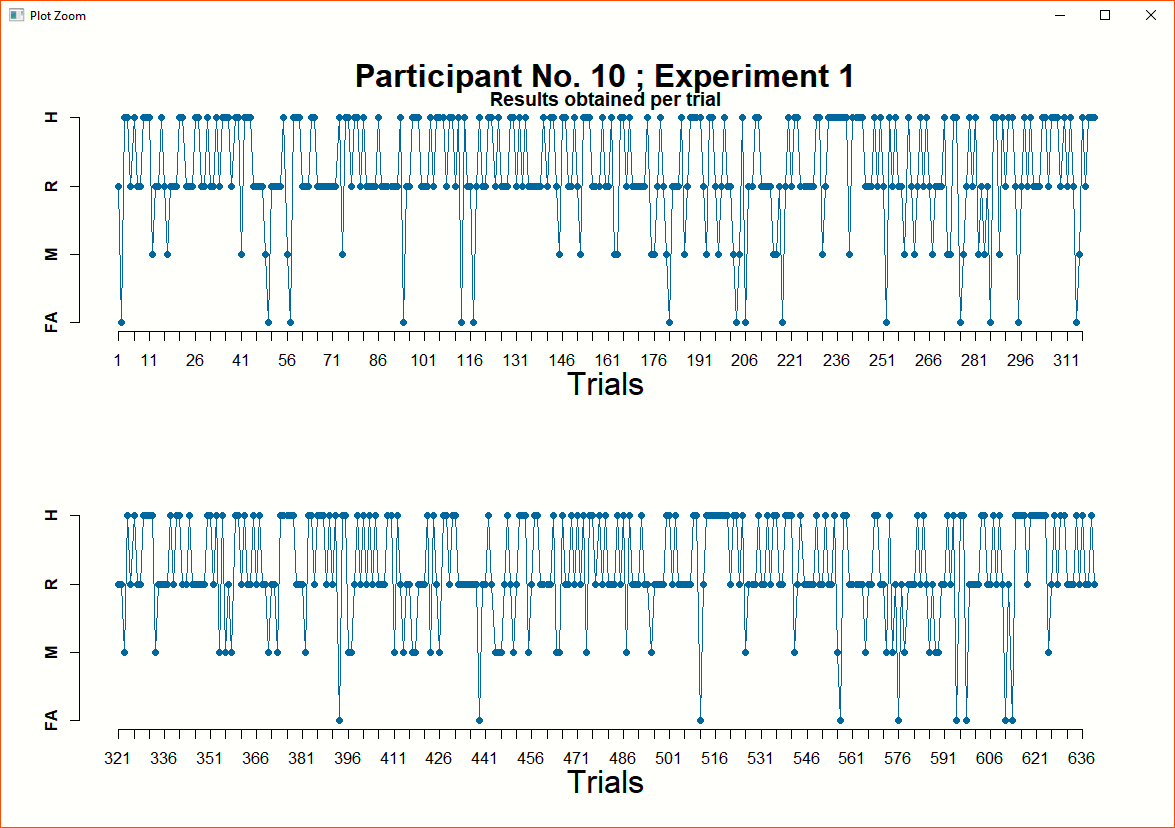 Plot Zoom
Participant No. 10 ; Experiment 1
Results obtained per trial
H
R
M
FA
1 11 26 41 56 71 86 101 116 131 146 161 176 191 206 221 236 251 266 281 296 311
Trials
H
R
M
FA
321 336 351 366 381 396 411 426 441 456 471 486 501 516 531 546 561 576 591 606 621 636
Trials